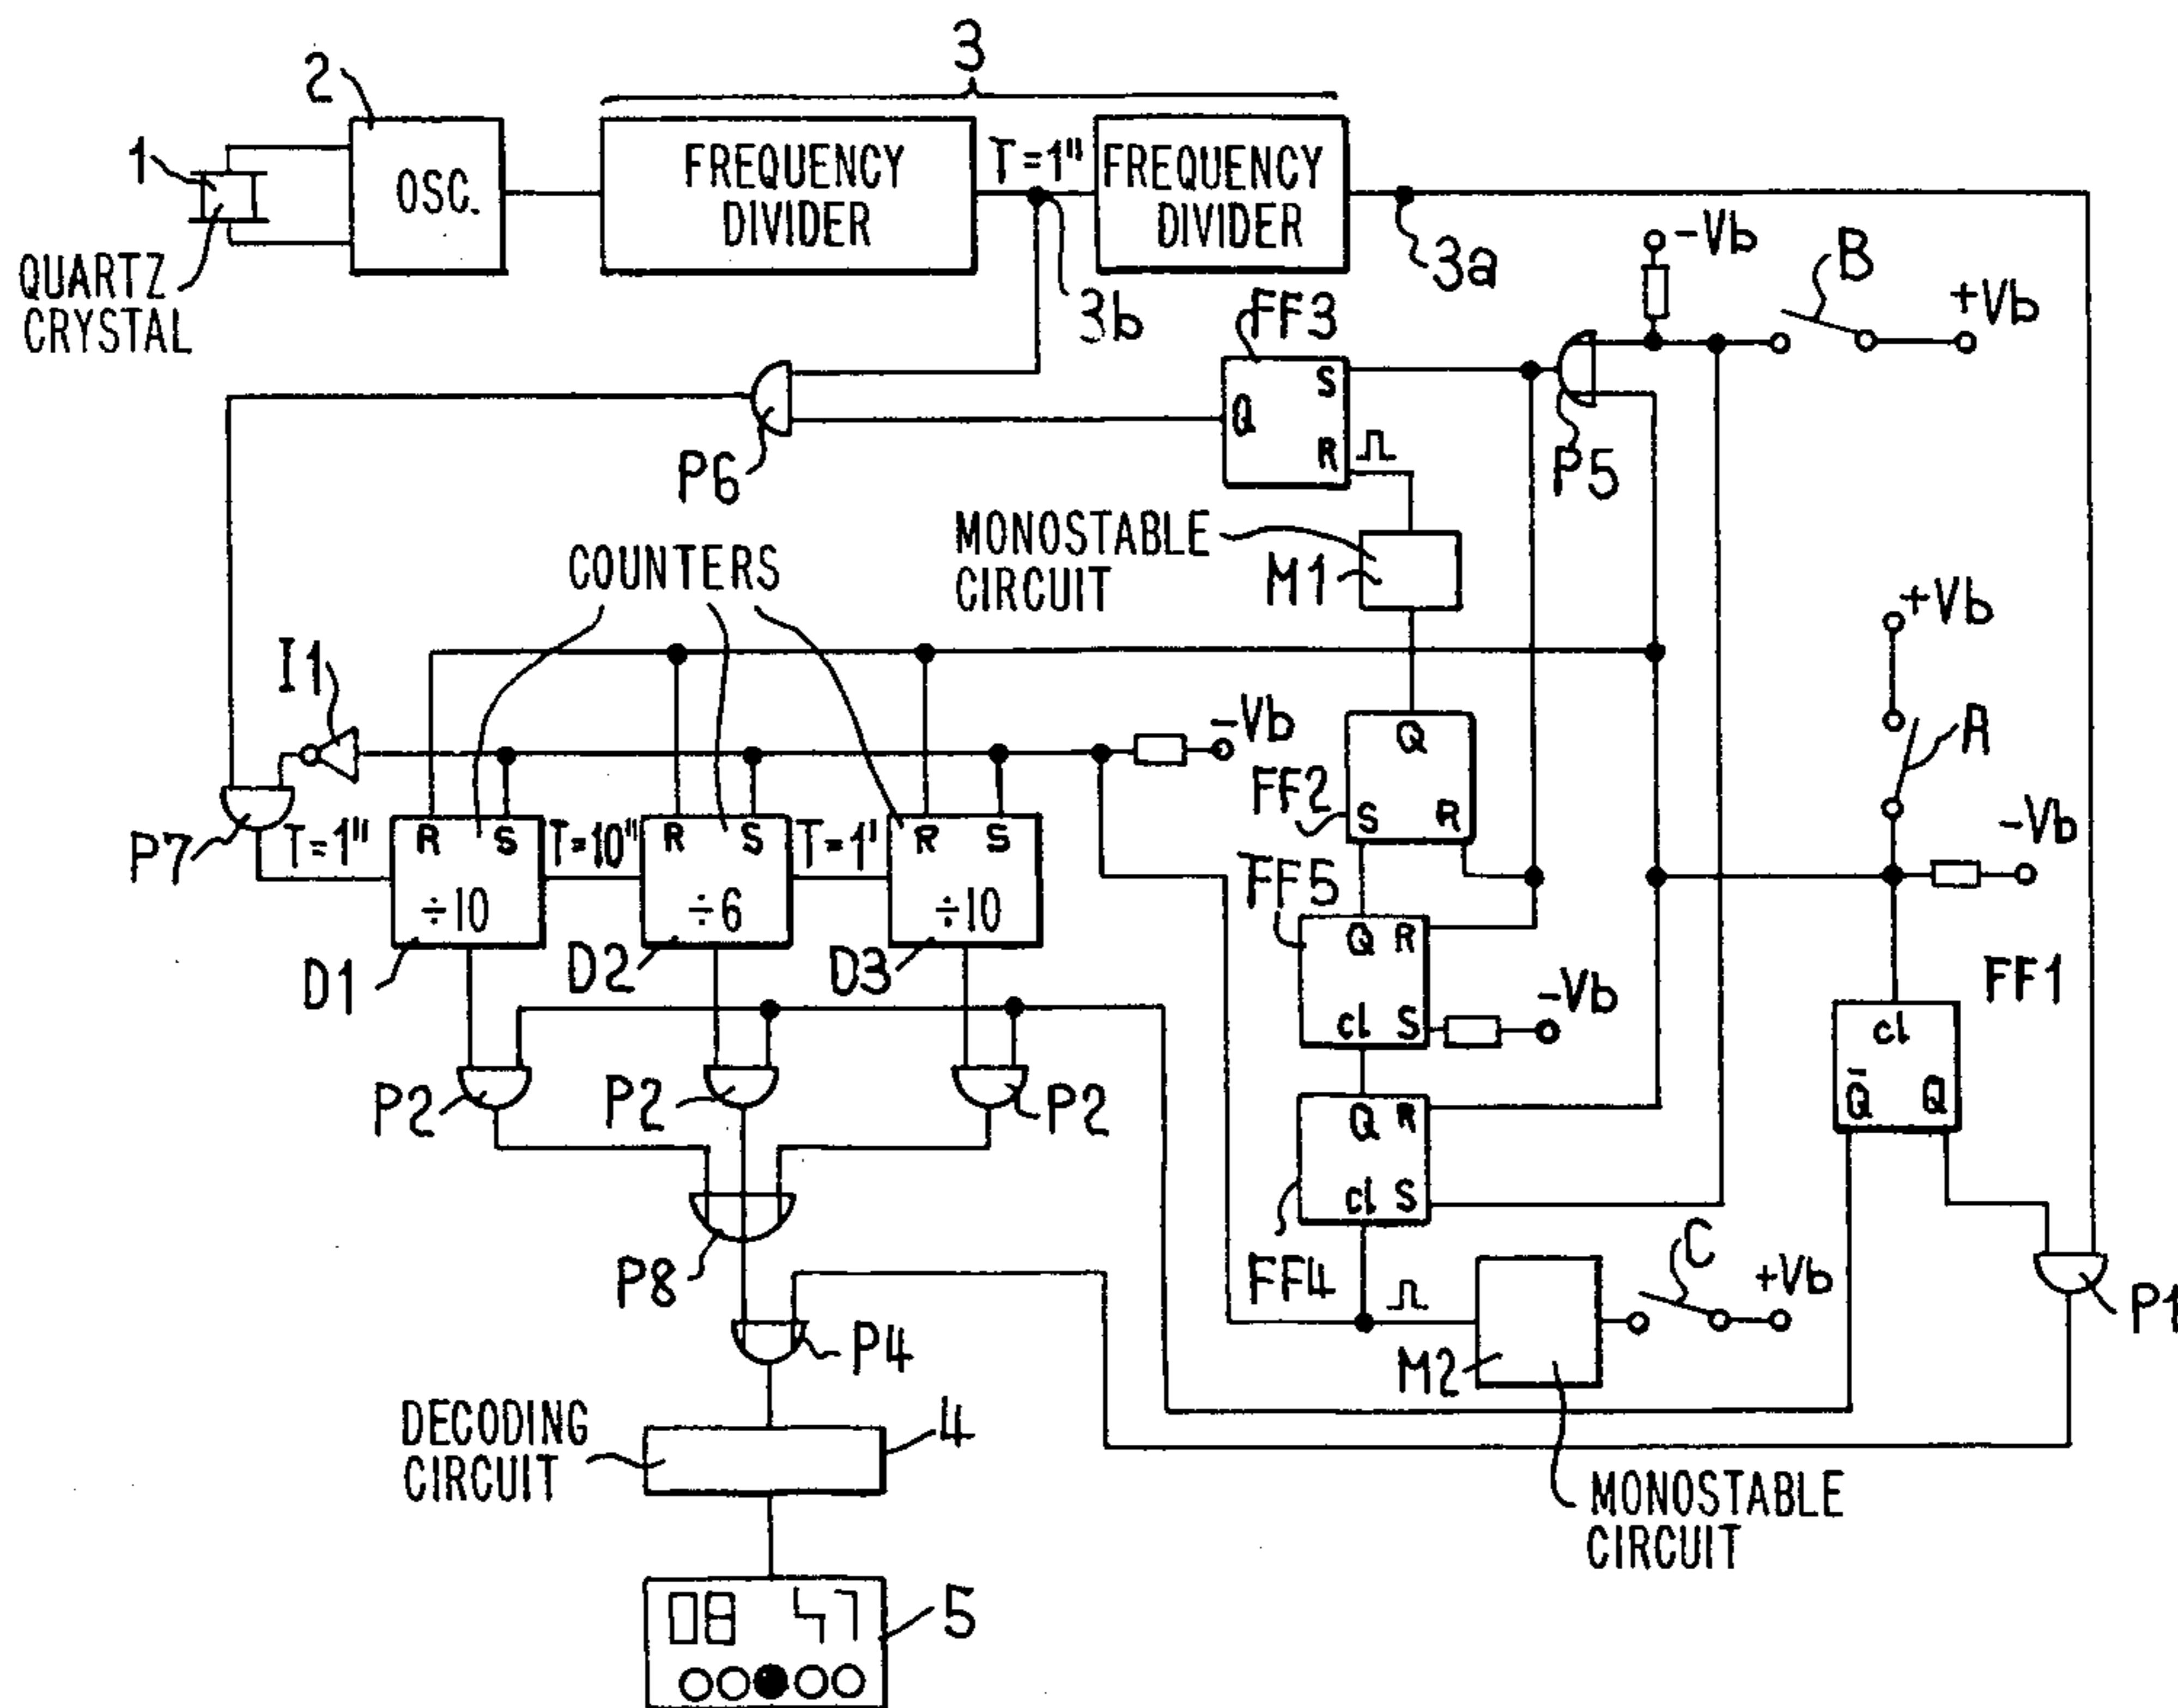 3
2
1
OSC.
FREQUENCY
DIVIDER
T=1"
FREQUENCY
DIVIDER
QUARTZ
CRYSTAL
3b
3a
-Vb
B
+Vb
FF3
S
Q
R
P6
P5
MONOSTABLE
CIRCUIT
M1
COUNTERS
+Vb
A
I1
-Vb
Q
FF2
S
R
-Vb
P7
T=1"
R
S
÷10
T=10"
R
S
÷6
T=1'
R
S
÷10
FF5
Q
R
cl
S
-Vb
D1
D2
D3
FF1
cl
Q̄
Q
P2
P2
P2
Q
R
cl
S
FF4
P8
C
+Vb
P1
M2
P4
DECODING
CIRCUIT
4
MONOSTABLE
CIRCUIT
08 47
5